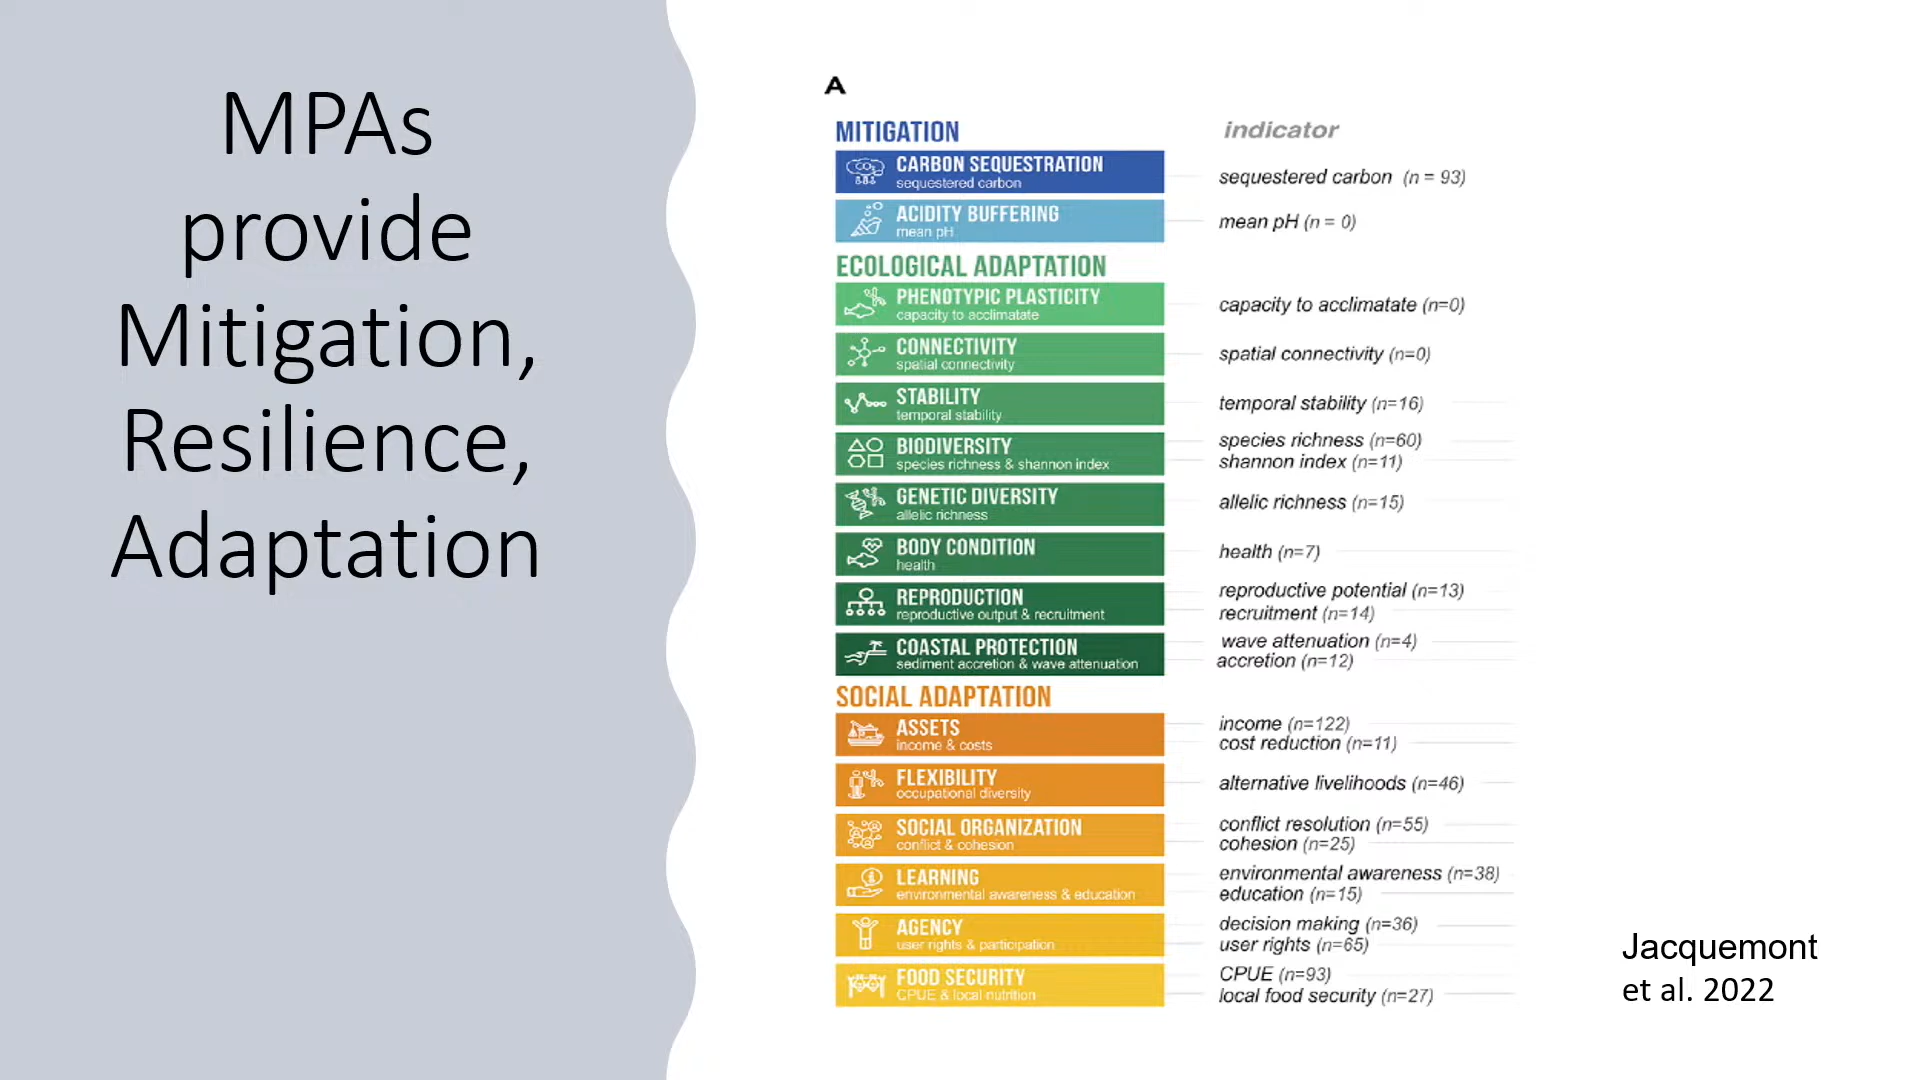 MPAs
provide
Mitigation,
Resilience,
Adaptation
A
MITIGATION
indicator
CARBON SEQUESTRATION
sequestered carbon
sequestered carbon (n = 93)
ACIDITY BUFFERING
mean pH
mean pH (n = 0)
ECOLOGICAL ADAPTATION
PHENOTYPIC PLASTICITY
capacity to acclimatate
capacity to acclimatate (n=0)
CONNECTIVITY
spatial connectivity
spatial connectivity (n=0)
STABILITY
temporal stability
temporal stability (n=16)
BIODIVERSITY
species richness & shannon index
species richness (n=60)
shannon index (n=11)
GENETIC DIVERSITY
allelic richness
allelic richness (n=15)
BODY CONDITION
health
health (n=7)
REPRODUCTION
reproductive output & recruitment
reproductive potential (n=13)
recruitment (n=14)
COASTAL PROTECTION
sediment accretion & wave attenuation
wave attenuation (n=4)
accretion (n=12)
SOCIAL ADAPTATION
ASSETS
income & costs
income (n=122)
cost reduction (n=11)
FLEXIBILITY
occupational diversity
alternative livelihoods (n=46)
SOCIAL ORGANIZATION
conflict & cohesion
conflict resolution (n=55)
cohesion (n=25)
LEARNING
environmental awareness & education
environmental awareness (n=38)
education (n=15)
AGENCY
user rights & participation
decision making (n=36)
user rights (n=65)
FOOD SECURITY
CPUE & local nutrition
CPUE (n=93)
local food security (n=27)
Jacquemont
et al. 2022